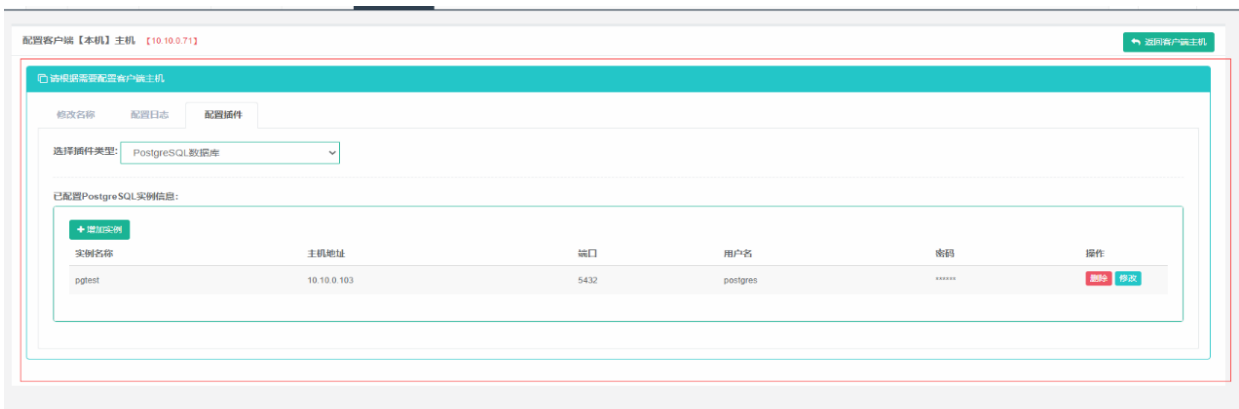 配置客户端【本机】主机 【10.10.0.71】
返回客户端主机
请根据需要配置客户端主机
修改名称 配置日志 配置插件
选择插件类型: PostgreSQL数据库
已配置PostgreSQL实例信息:
+增加实例
实例名称 主机地址 端口 用户名 密码 操作
pgtest 10.10.0.103 5432 postgres ****** 删除 修改